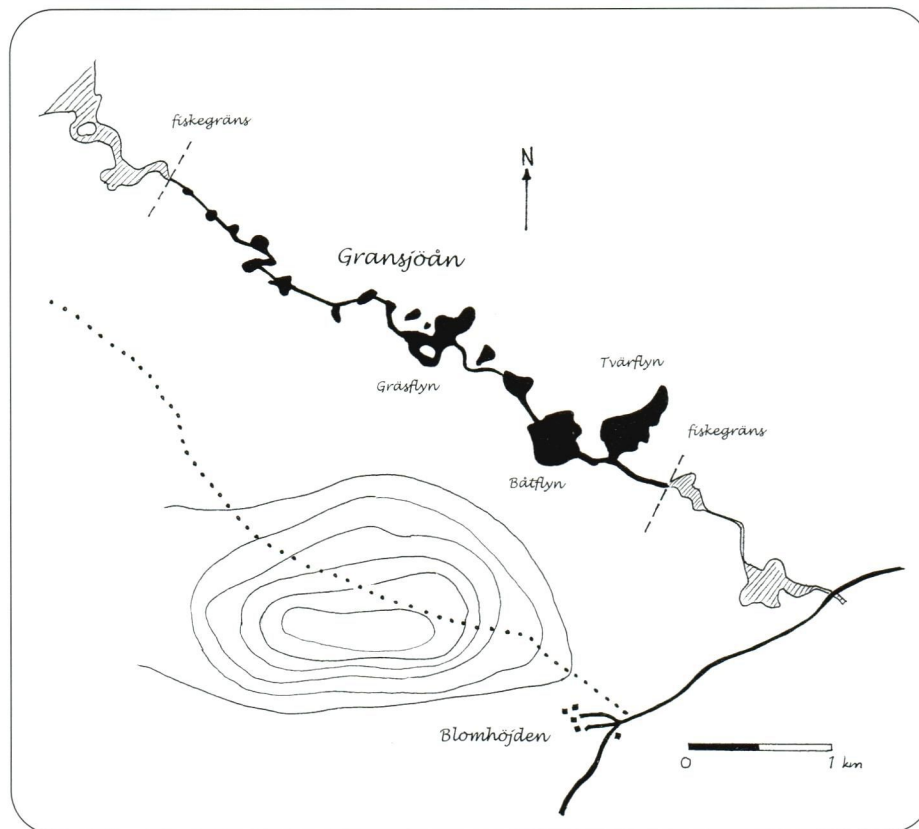 fiskegräns
N
Gransjöån
Tvärflyn
Gräsflyn
fiskegräns
Båtflyn
Blomhöjden
0 1 km